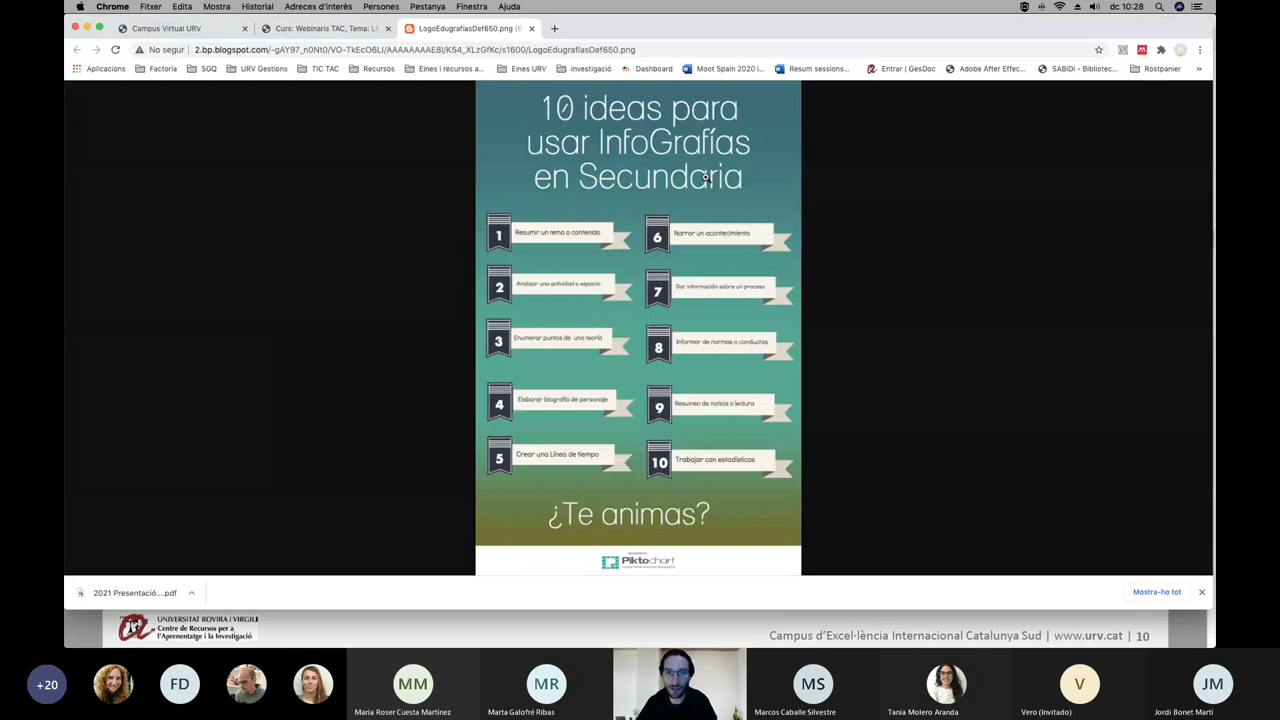 Chrome Fitxer Edita Mostra Historial Adreces d'interès Persones Pestanya Finestra Ajuda dc 10:28
Campus Virtual URV
Curs: Webinaris TAC, Tema: Ll
LogoEdugrafíasDef650.png (6
No segur 2.bp.blogspot.com/-gAY97_n0Nt0/VO-TkEcO6LI/AAAAAAAAE8I/K54_XLzGfKc/s1600/LogoEdugrafíasDef650.png
Aplicacions Factoria SGQ URV Gestions TIC TAC Recursos Eines i recursos a... Eines URV Investigació Dashboard Moot Spain 2020 i... Resum sessions... Entrar | GesDoc Adobe After Effec... SABiDi - Bibliotec... Rostpanier »
10 ideas para
usar InfoGrafías
en Secundaria
1 Resumir un tema o contenido
2 Analizar una actividad o espacio
3 Enumerar puntos de una teoría
4 Elaborar biografía de personaje
5 Crear una Línea de tiempo
6 Narrar un acontecimiento
7 Dar información sobre un proceso
8 Informar de normas o conductas
9 Resumen de noticia o lectura
10 Trabajar con estadísticas
¿Te animas?
Piktochart
2021 Presentació....pdf
Mostra-ho tot
UNIVERSITAT ROVIRA I VIRGILI
Centre de Recursos per a
l'Aprenentatge i la Investigació
Campus d'Excel·lència Internacional Catalunya Sud | www.urv.cat | 10
+20
FD
MM
Maria Roser Cuesta Martínez
MR
Marta Galofré Ribas
MS
Marcos Caballe Silvestre
Tania Molero Aranda
V
Vero (Invitado)
JM
Jordi Bonet Martí